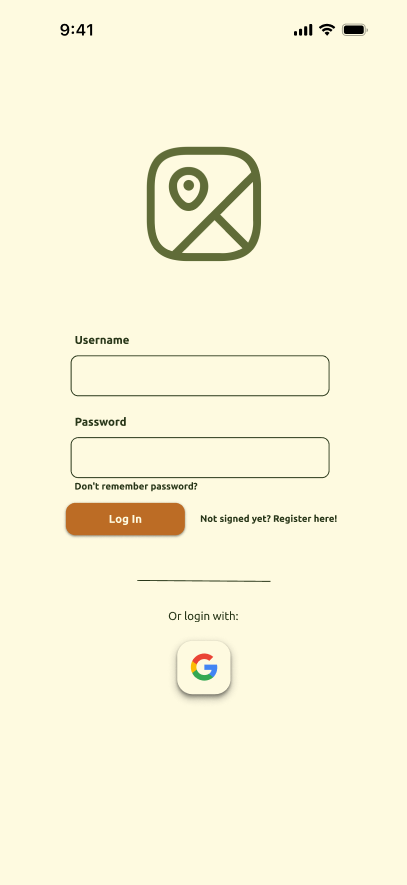 9:41
Username
Password
Don't remember password?
Log In
Not signed yet? Register here!
Or login with:
G